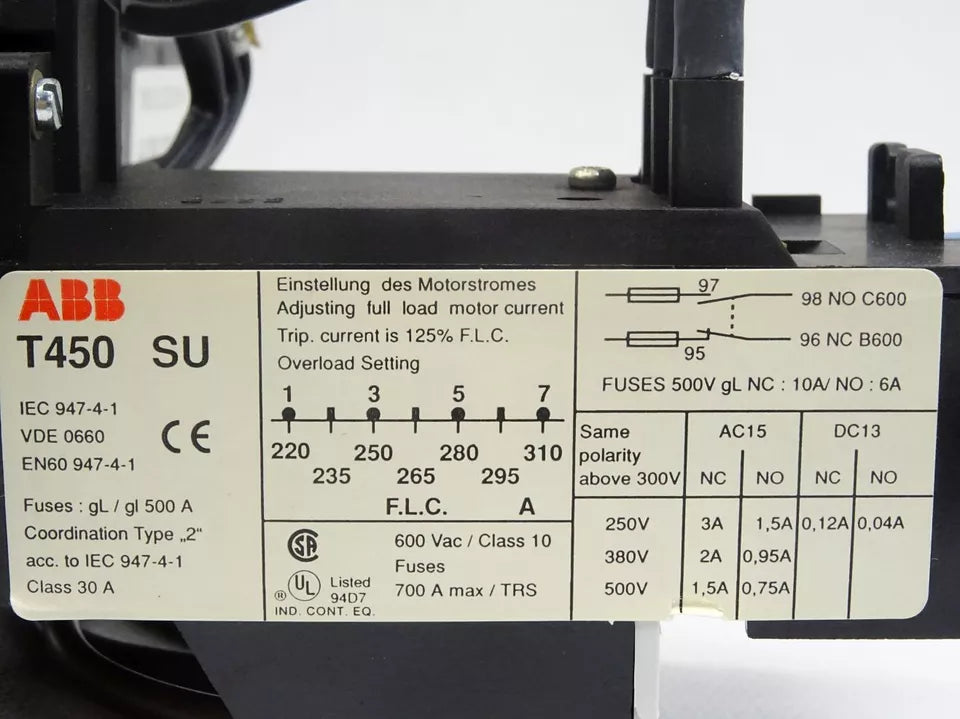 ABB
T450 SU
IEC 947-4-1
VDE 0660
EN60 947-4-1
CE
Fuses : gL / gl 500 A
Coordination Type „2“
acc. to IEC 947-4-1
Class 30 A
Einstellung des Motorstromes
Adjusting full load motor current
Trip. current is 125% F.L.C.
Overload Setting
1 3 5 7
220 250 280 310
235 265 295
F.L.C. A
SA
600 Vac / Class 10
Fuses
UL ® Listed
94D7
700 A max / TRS
IND. CONT. EQ.
97
98 NO C600
96 NC B600
95
FUSES 500V gL NC : 10A/ NO : 6A
Same
polarity
above 300V
AC15 DC13
NC NO NC NO
250V 3A 1,5A 0,12A 0,04A
380V 2A 0,95A
500V 1,5A 0,75A